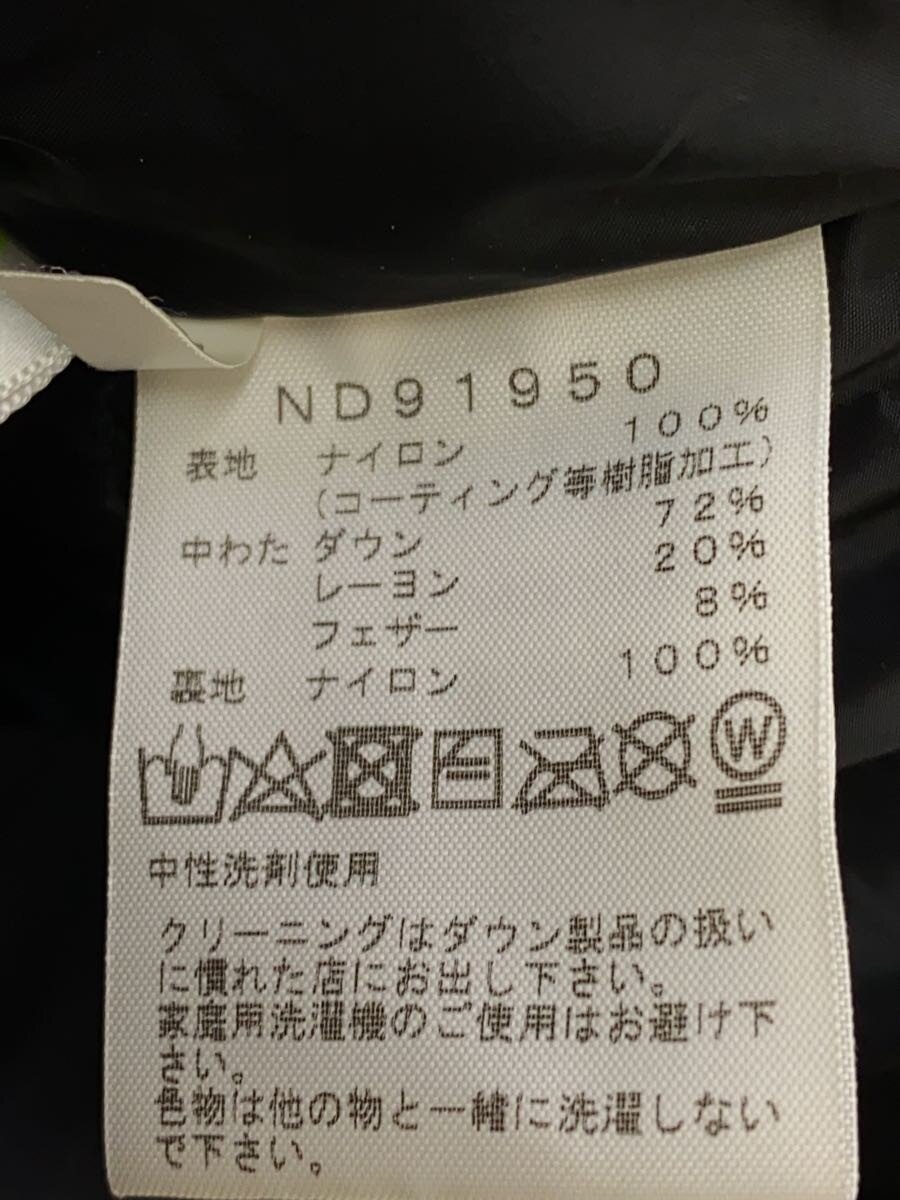 ND91950
表地 ナイロン 100%
(コーティング等樹脂加工)
中わた ダウン 72%
レーヨン 20%
フェザー 8%
裏地 ナイロン 100%
W
中性洗剤使用
クリーニングはダウン製品の扱い
に慣れた店にお出し下さい。
家庭用洗濯機のご使用はお避け下
さい。
色物は他の物と一緒に洗濯しない
で下さい。